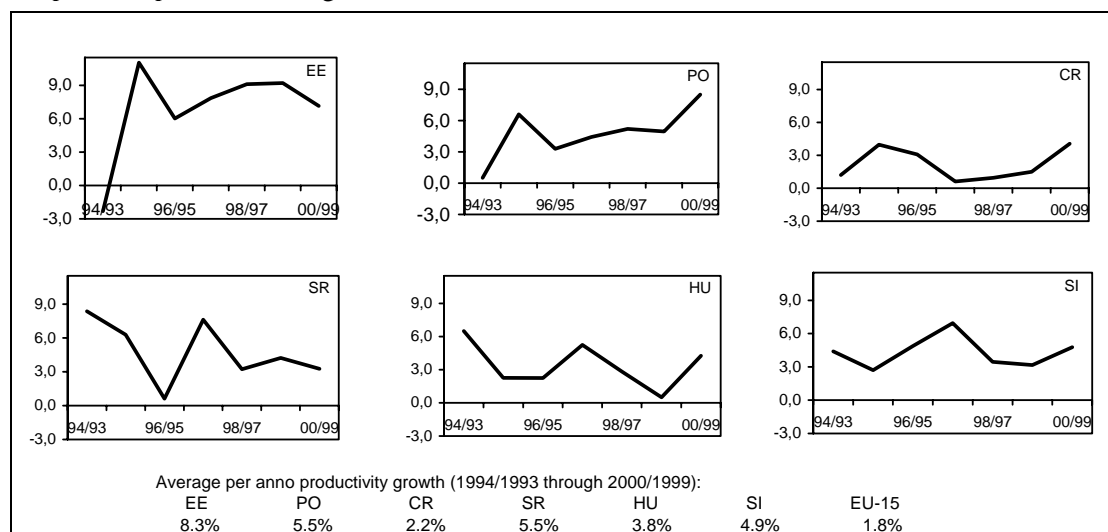 EE
9,0
6,0
3,0
0,0
-3,0
94/93 96/95 98/97 00/99
PO
9,0
6,0
3,0
0,0
-3,0
94/93 96/95 98/97 00/99
CR
9,0
6,0
3,0
0,0
-3,0
94/93 96/95 98/97 00/99
SR
9,0
6,0
3,0
0,0
-3,0
94/93 96/95 98/97 00/99
HU
9,0
6,0
3,0
0,0
-3,0
94/93 96/95 98/97 00/99
SI
9,0
6,0
3,0
0,0
-3,0
94/93 96/95 98/97 00/99
Average per anno productivity growth (1994/1993 through 2000/1999):
EE PO CR SR HU SI EU-15
8.3% 5.5% 2.2% 5.5% 3.8% 4.9% 1.8%